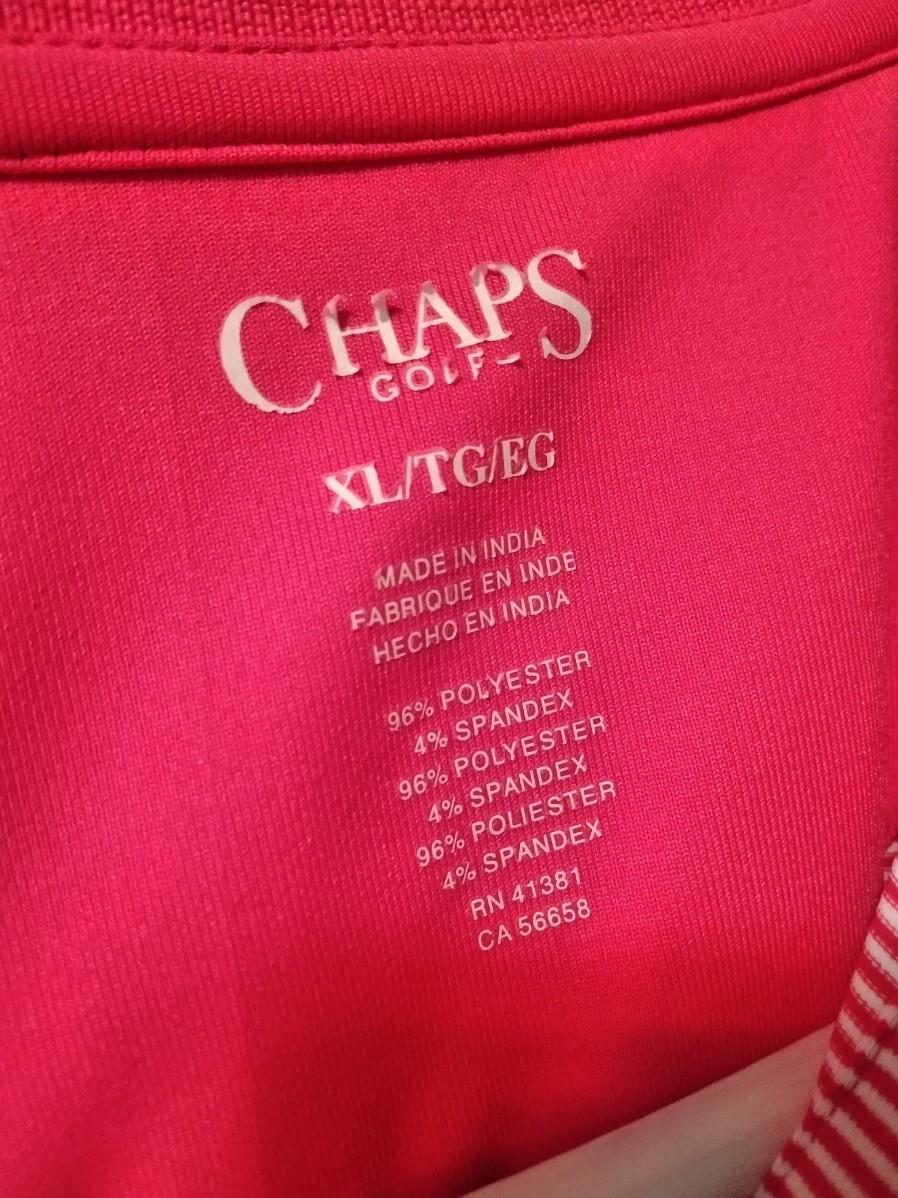 CHAPS
GOLF
XL/TG/EG
MADE IN INDIA
FABRIQUE EN INDE
HECHO EN INDIA
96% POLYESTER
4% SPANDEX
96% POLYESTER
4% SPANDEX
96% POLIESTER
4% SPANDEX
RN 41381
CA 56658